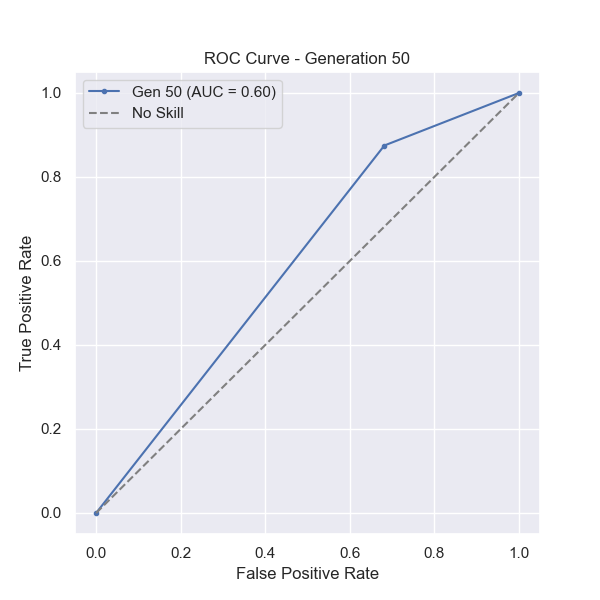 ROC Curve - Generation 50
Gen 50 (AUC = 0.60)
No Skill
True Positive Rate
1.0
0.8
0.6
0.4
0.2
0.0
0.0 0.2 0.4 0.6 0.8 1.0
False Positive Rate